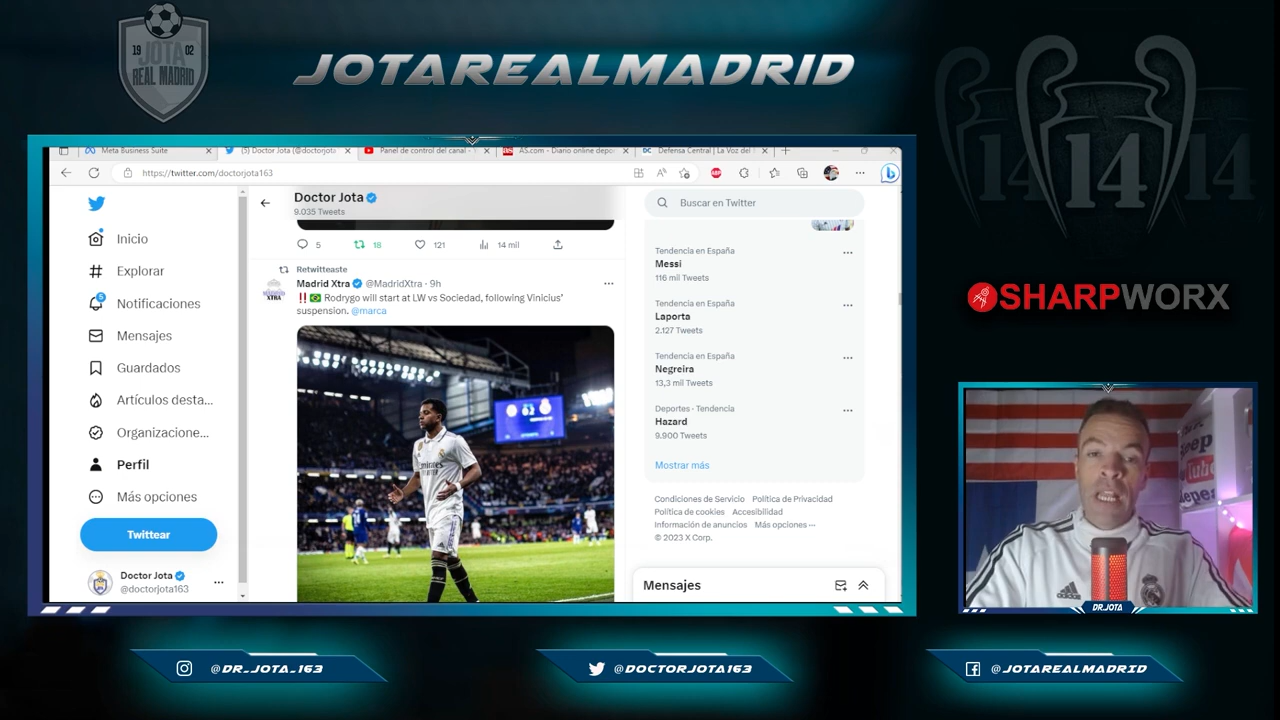 19 JOTA 02
REAL MADRID
JOTAREALMADRID
14 14 14
Meta Business Suite
(5) Doctor Jota (@doctorjota
Panel de control del canal -
AS.com - Diario online depor
Defensa Central | La Voz del
https://twitter.com/doctorjota163
Doctor Jota
9.035 Tweets
Buscar en Twitter
Inicio
Explorar
5
Notificaciones
Mensajes
Guardados
Artículos desta...
Organizacione...
Perfil
Más opciones
Twittear
Doctor Jota
@doctorjota163
5
18
121
14 mil
Retwitteaste
Madrid Xtra @MadridXtra · 9h
‼️🇧🇷 Rodrygo will start at LW vs Sociedad, following Vinicius'
suspension. @marca
XTRA
Tendencia en España
Messi
116 mil Tweets
Tendencia en España
Laporta
2.127 Tweets
Tendencia en España
Negreira
13,3 mil Tweets
Deportes · Tendencia
Hazard
9.900 Tweets
Mostrar más
Condiciones de Servicio Política de Privacidad
Política de cookies Accesibilidad
Información de anuncios Más opciones ···
© 2023 X Corp.
Mensajes
SHARPWORX
DR.JOTA
@DR_JOTA_163
@DOCTORJOTA163
@JOTAREALMADRID